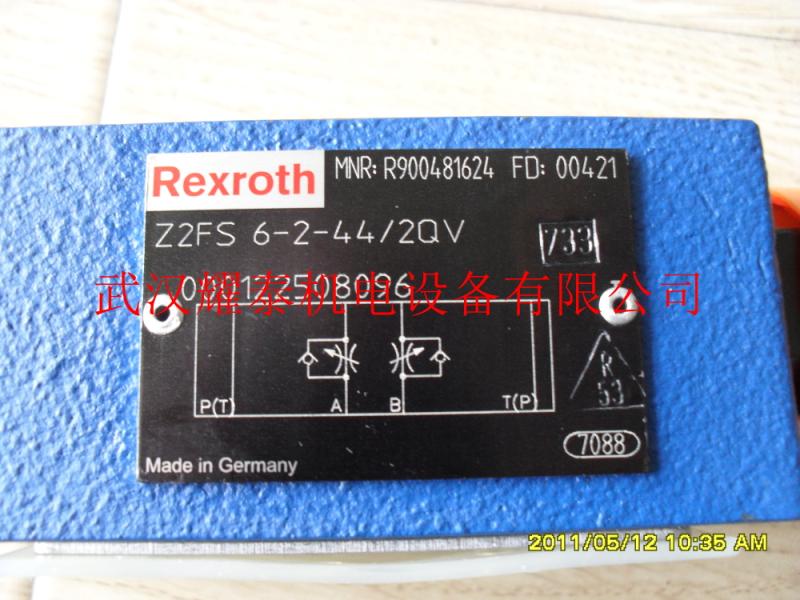 Rexroth
MNR: R900481624 FD: 00421
Z2FS 6-2-44/2QV
733
武汉耀泰机电设备有限公司
P(T) A B T(P)
R
53
7088
Made in Germany
2011/05/12 10:35 AM